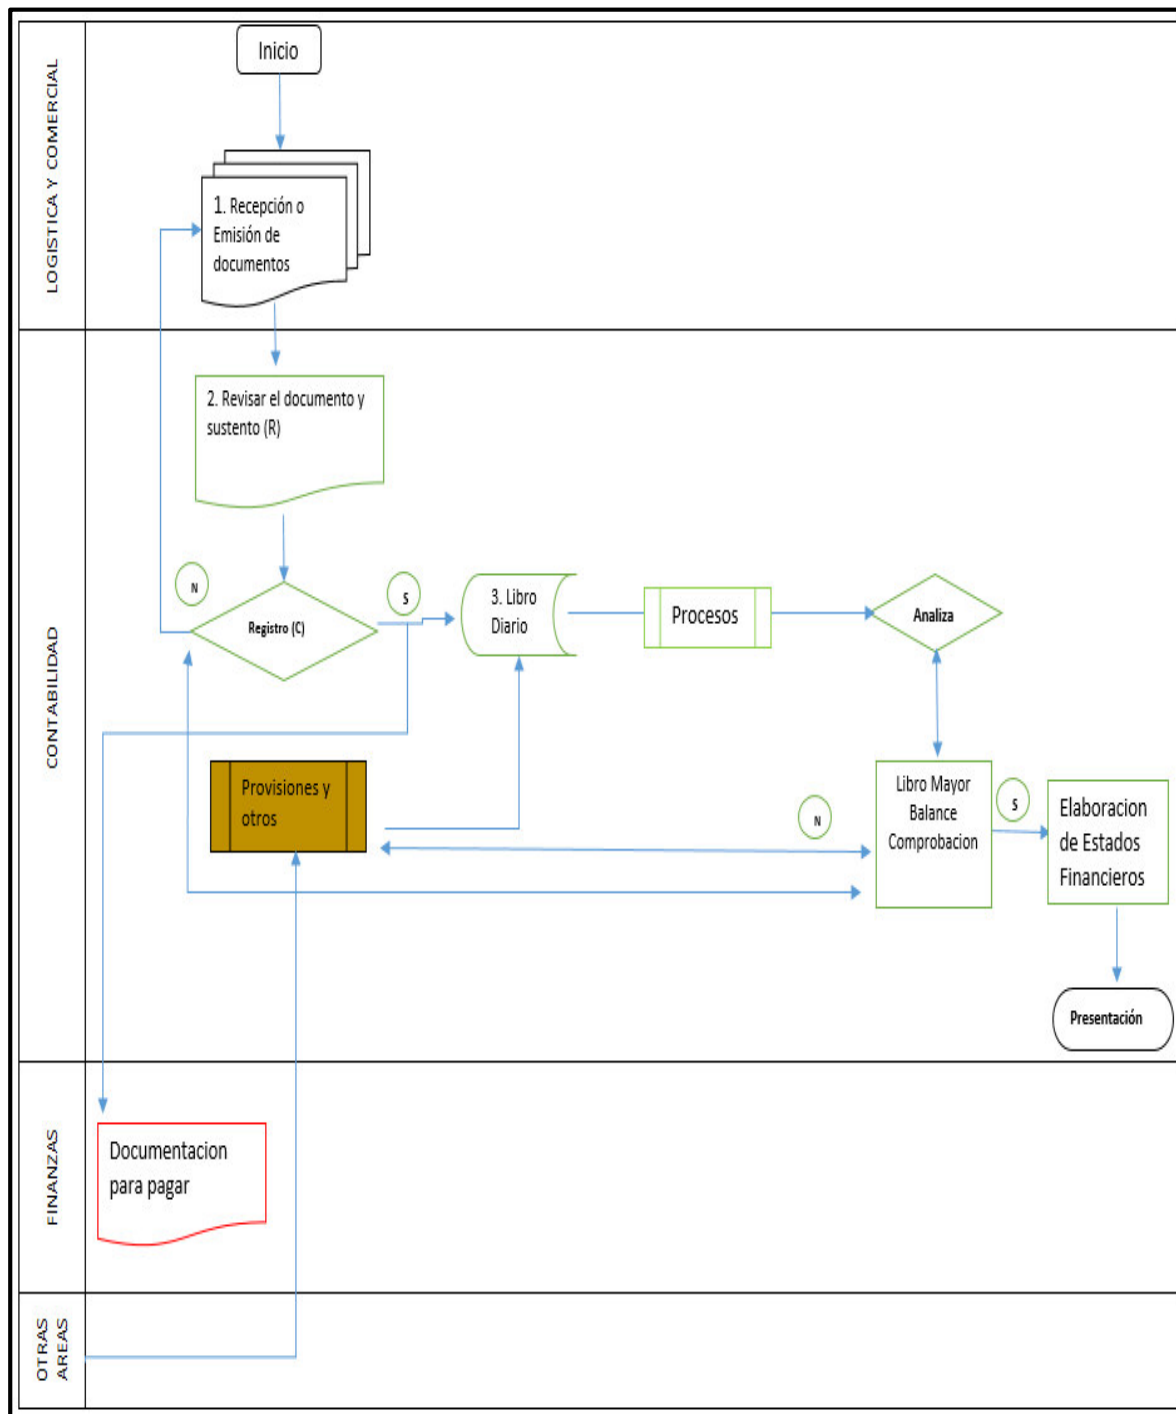 LOGISTICA Y COMERCIAL
Inicio
1. Recepción o
Emisión de
documentos
CONTABILIDAD
2. Revisar el documento y
sustento (R)
N
Registro (C)
S
3. Libro
Diario
Procesos
Analiza
Provisiones y
otros
N
Libro Mayor
Balance
Comprobacion
S
Elaboracion
de Estados
Financieros
Presentación
FINANZAS
Documentacion
para pagar
OTRAS
AREAS